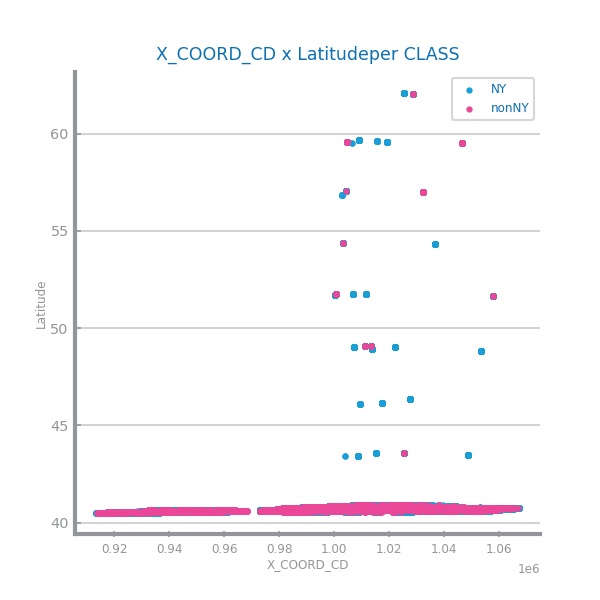 X_COORD_CD x Latitudeper CLASS
NY
nonNY
60
55
50
45
40
Latitude
0.92 0.94 0.96 0.98 1.00 1.02 1.04 1.06
X_COORD_CD
1e6